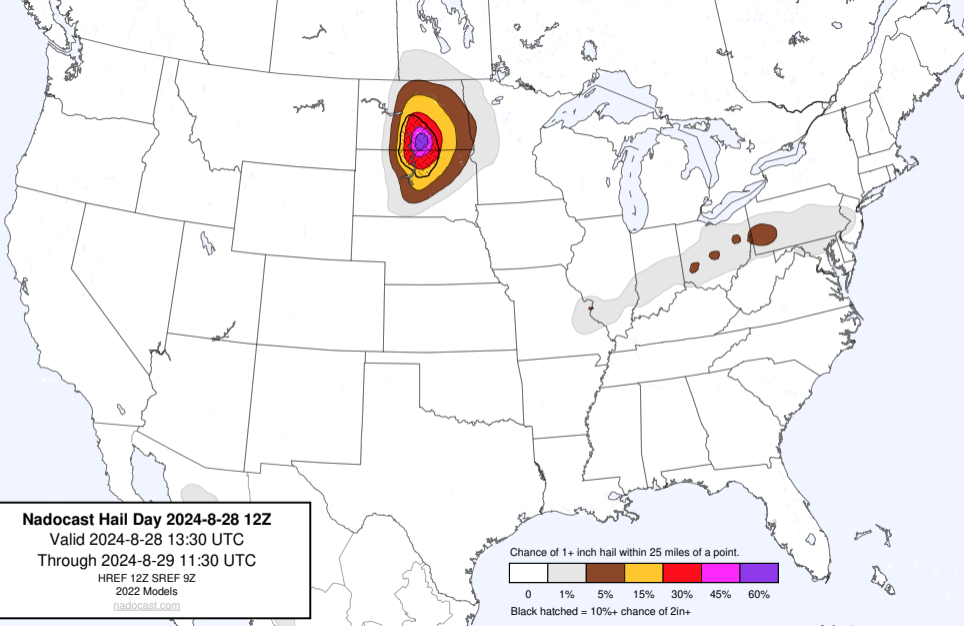 Nadocast Hail Day 2024-8-28 12Z
Valid 2024-8-28 13:30 UTC
Through 2024-8-29 11:30 UTC
HREF 12Z SREF 9Z
2022 Models
nadocast.com
Chance of 1+ inch hail within 25 miles of a point.
0 1% 5% 15% 30% 45% 60%
Black hatched = 10%+ chance of 2in+